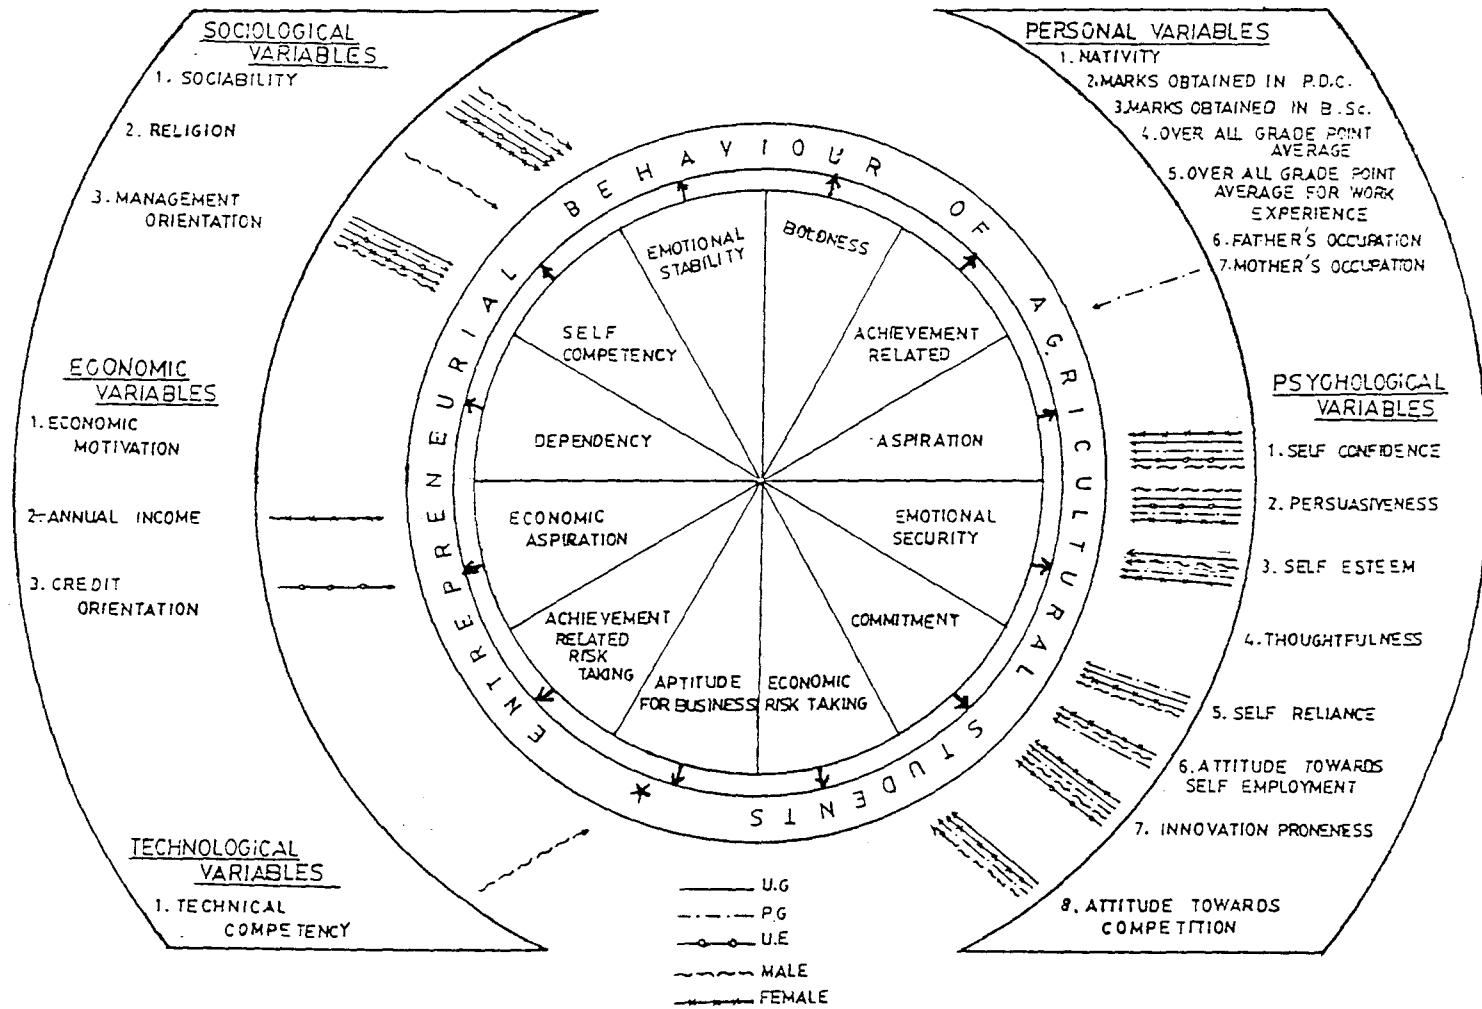 SOCIOLOGICAL
VARIABLES
1. SOCIABILITY
2. RELIGION
3. MANAGEMENT
ORIENTATION
ECONOMIC
VARIABLES
1. ECONOMIC
MOTIVATION
2. ANNUAL INCOME
3. CREDIT
ORIENTATION
TECHNOLOGICAL
VARIABLES
1. TECHNICAL
COMPETENCY
ENTREPRENEURIAL BEHAVIOUR OF AGRICULTURAL STUDENTS
EMOTIONAL
STABILITY
BOLDNESS
SELF
COMPETENCY
ACHIEVEMENT
RELATED
DEPENDENCY
ASPIRATION
ECONOMIC
ASPIRATION
EMOTIONAL
SECURITY
ACHIEVEMENT
RELATED
RISK
TAKING
COMMITMENT
APTITUDE
FOR BUSINESS
ECONOMIC
RISK TAKING
U.G
P.G
U.E
MALE
FEMALE
PERSONAL VARIABLES
1. NATIVITY
2. MARKS OBTAINED IN P.D.C.
3. MARKS OBTAINED IN B.Sc.
4. OVER ALL GRADE POINT
AVERAGE
5. OVER ALL GRADE POINT
AVERAGE FOR WORK
EXPERIENCE
6. FATHER'S OCCUPATION
7. MOTHER'S OCCUPATION
PSYCHOLOGICAL
VARIABLES
1. SELF CONFIDENCE
2. PERSUASIVENESS
3. SELF ESTEEM
4. THOUGHTFULNESS
5. SELF RELIANCE
6. ATTITUDE TOWARDS
SELF EMPLOYMENT
7. INNOVATION PRONENESS
8. ATTITUDE TOWARDS
COMPETITION